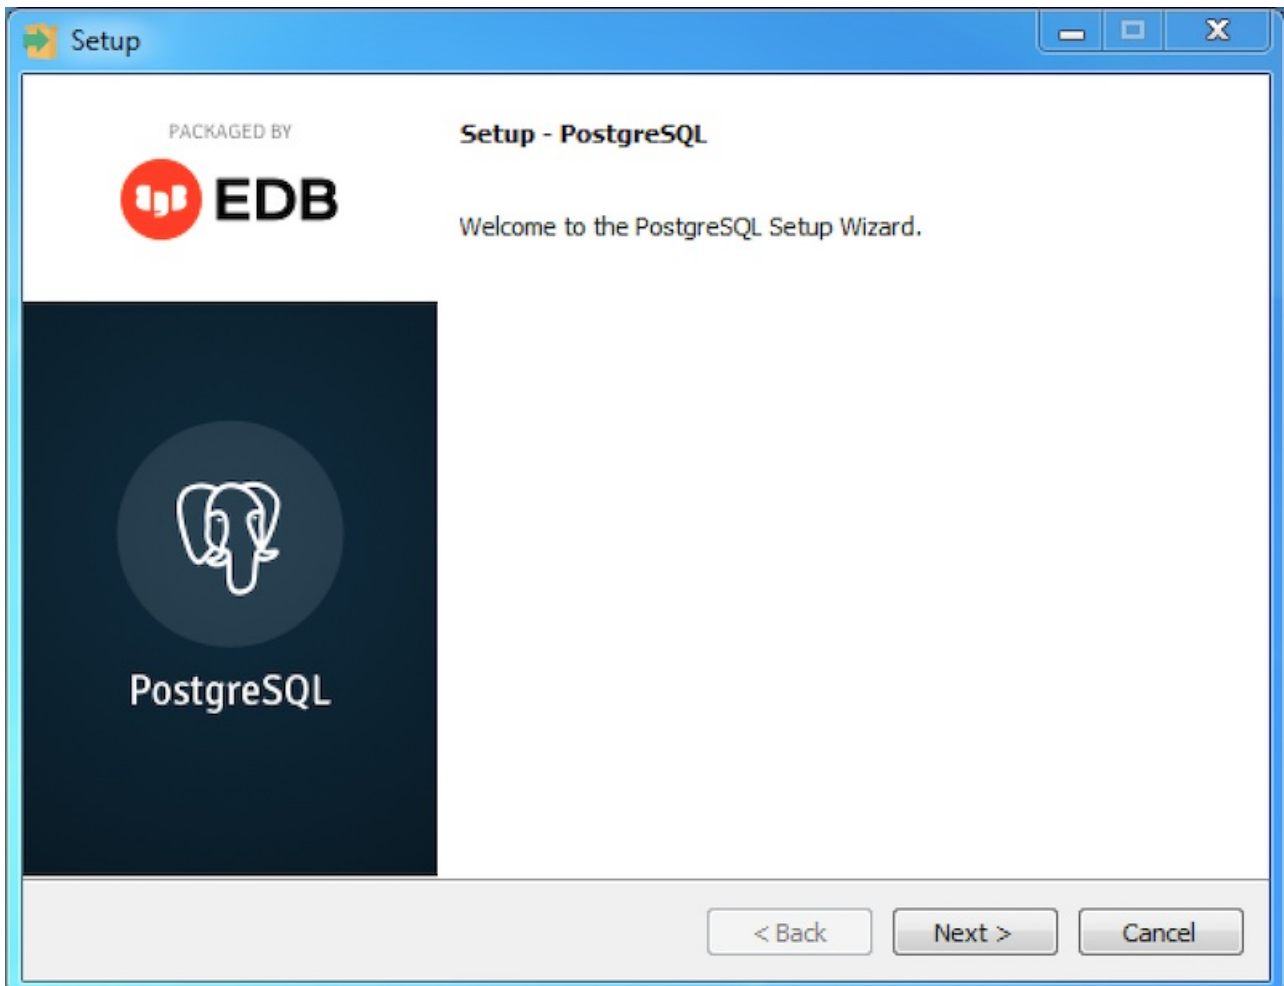 Setup
PACKAGED BY
EDB
Setup - PostgreSQL
Welcome to the PostgreSQL Setup Wizard.
PostgreSQL
< Back
Next >
Cancel